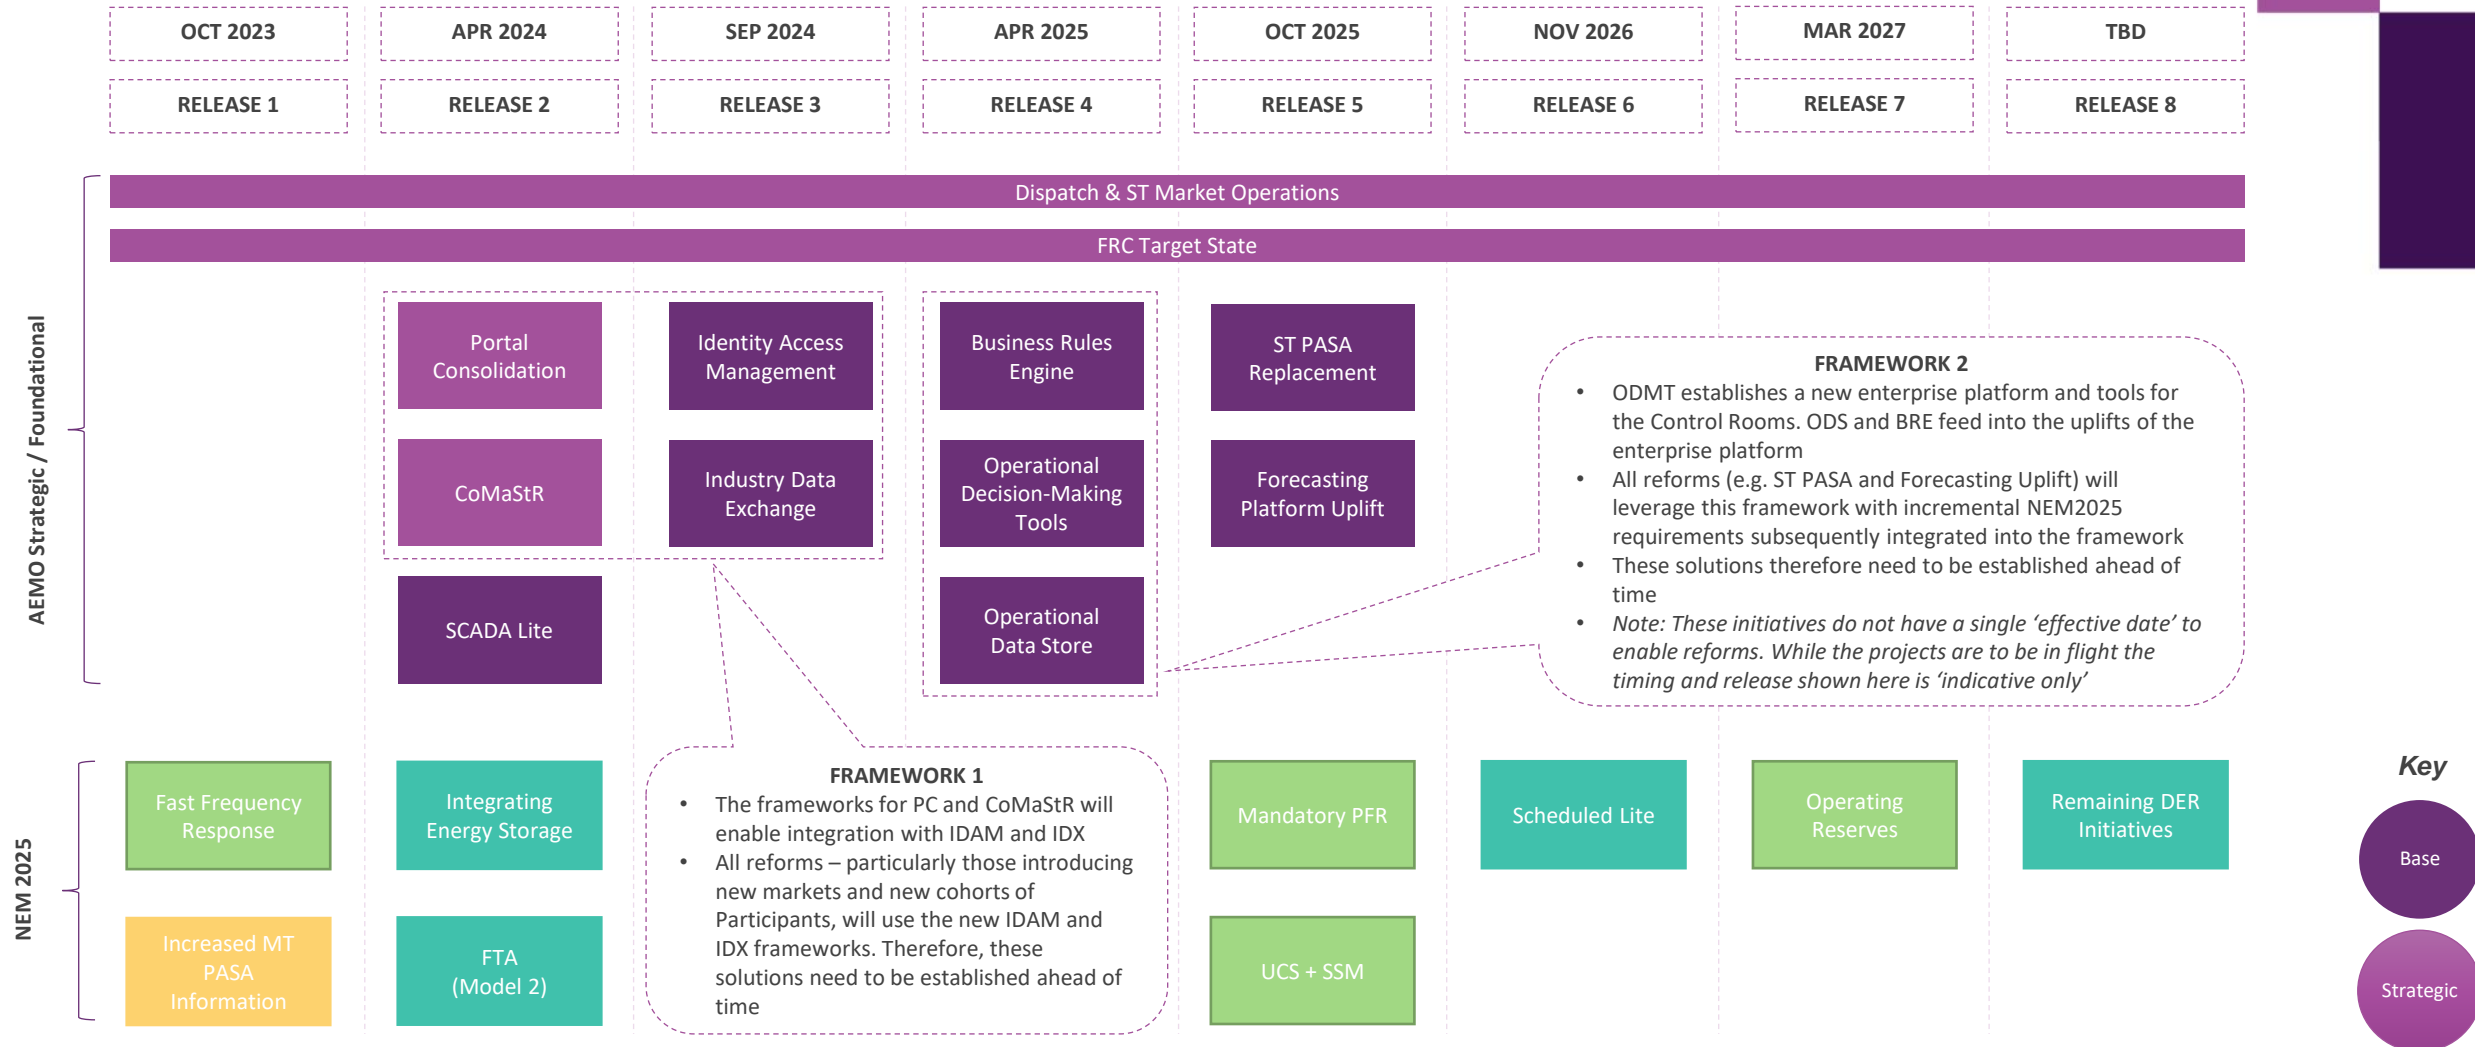 OCT 2023
APR 2024
SEP 2024
APR 2025
OCT 2025
NOV 2026
MAR 2027
TBD
RELEASE 1
RELEASE 2
RELEASE 3
RELEASE 4
RELEASE 5
RELEASE 6
RELEASE 7
RELEASE 8
AEMO Strategic / Foundational
Dispatch & ST Market Operations
FRC Target State
Portal
Consolidation
Identity Access
Management
Business Rules
Engine
ST PASA
Replacement
CoMaStR
Industry Data
Exchange
Operational
Decision-Making
Tools
Forecasting
Platform Uplift
SCADA Lite
Operational
Data Store
FRAMEWORK 2
• ODMT establishes a new enterprise platform and tools for
the Control Rooms. ODS and BRE feed into the uplifts of the
enterprise platform
• All reforms (e.g. ST PASA and Forecasting Uplift) will
leverage this framework with incremental NEM2025
requirements subsequently integrated into the framework
• These solutions therefore need to be established ahead of
time
• Note: These initiatives do not have a single ‘effective date’ to
enable reforms. While the projects are to be in flight the
timing and release shown here is ‘indicative only’
NEM 2025
Fast Frequency
Response
Integrating
Energy Storage
FRAMEWORK 1
• The frameworks for PC and CoMaStR will
enable integration with IDAM and IDX
• All reforms – particularly those introducing
new markets and new cohorts of
Participants, will use the new IDAM and
IDX frameworks. Therefore, these
solutions need to be established ahead of
time
Mandatory PFR
Scheduled Lite
Operating
Reserves
Remaining DER
Initiatives
Increased MT
PASA
Information
FTA
(Model 2)
UCS + SSM
Key
Base
Strategic